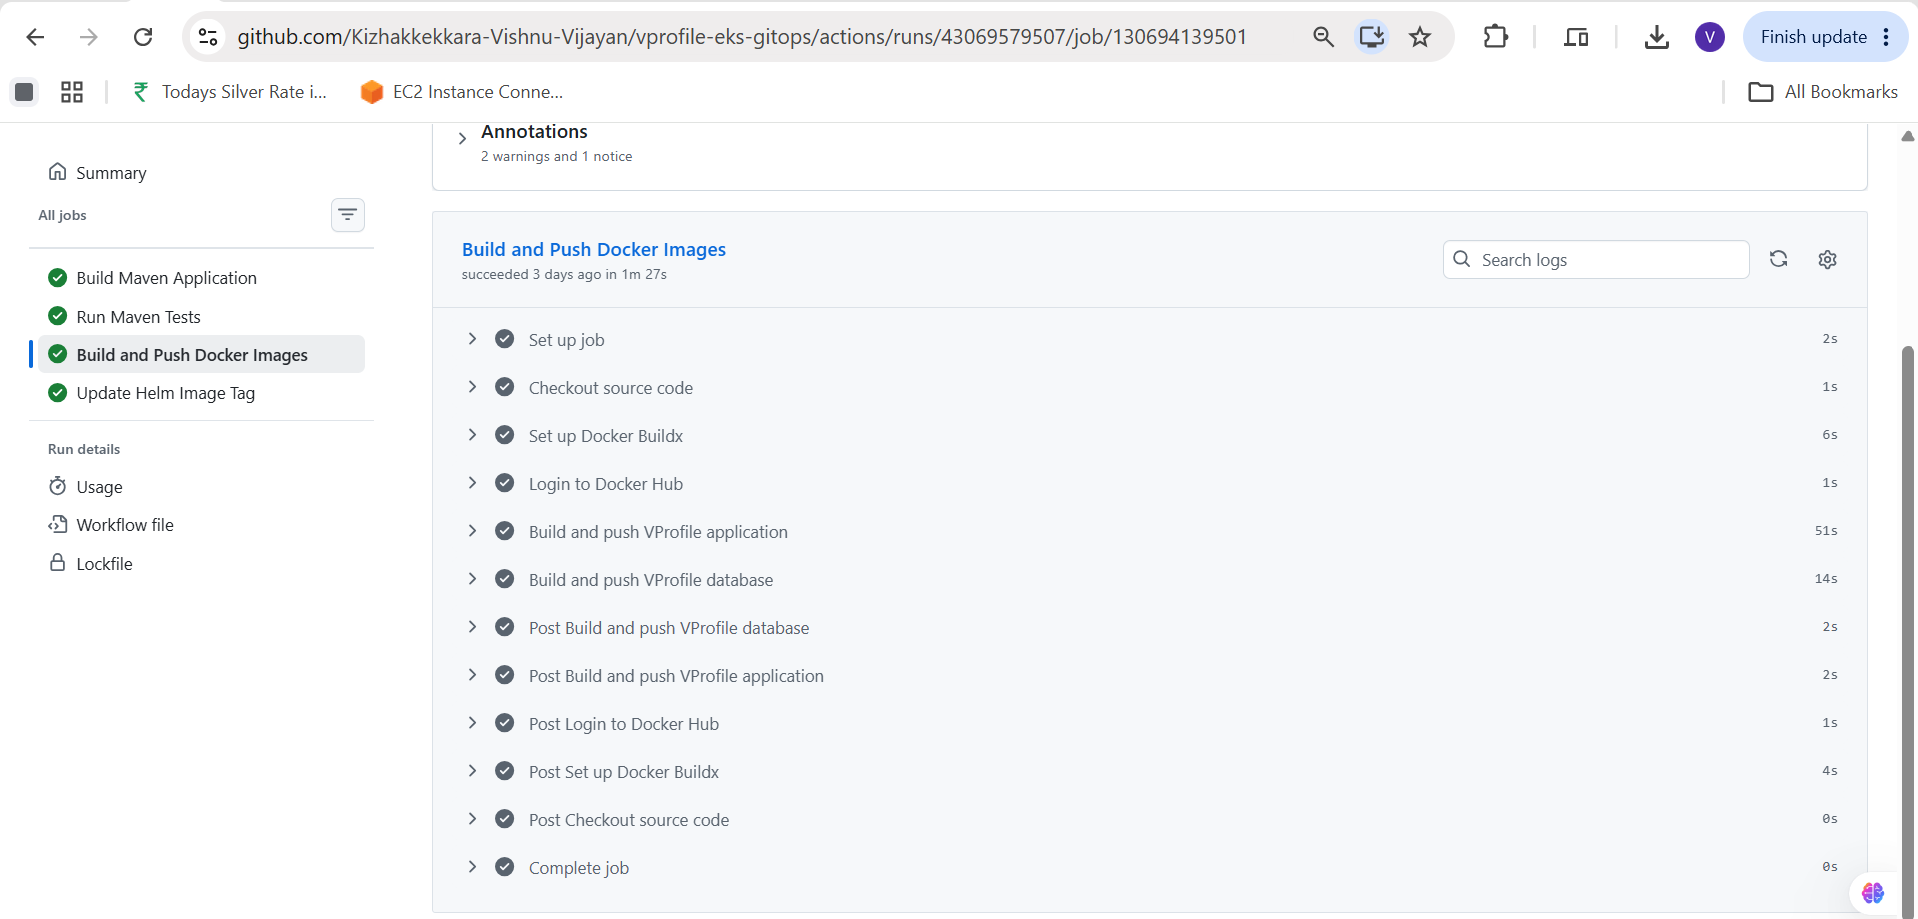 github.com/Kizhakkekkara-Vishnu-Vijayan/vprofile-eks-gitops/actions/runs/43069579507/job/130694139501
V
Finish update
Todays Silver Rate i...
EC2 Instance Conne...
All Bookmarks
Summary
All jobs
Build Maven Application
Run Maven Tests
Build and Push Docker Images
Update Helm Image Tag
Run details
Usage
Workflow file
Lockfile
Annotations
2 warnings and 1 notice
Build and Push Docker Images
succeeded 3 days ago in 1m 27s
Search logs
Set up job 2s
Checkout source code 1s
Set up Docker Buildx 6s
Login to Docker Hub 1s
Build and push VProfile application 51s
Build and push VProfile database 14s
Post Build and push VProfile database 2s
Post Build and push VProfile application 2s
Post Login to Docker Hub 1s
Post Set up Docker Buildx 4s
Post Checkout source code 0s
Complete job 0s